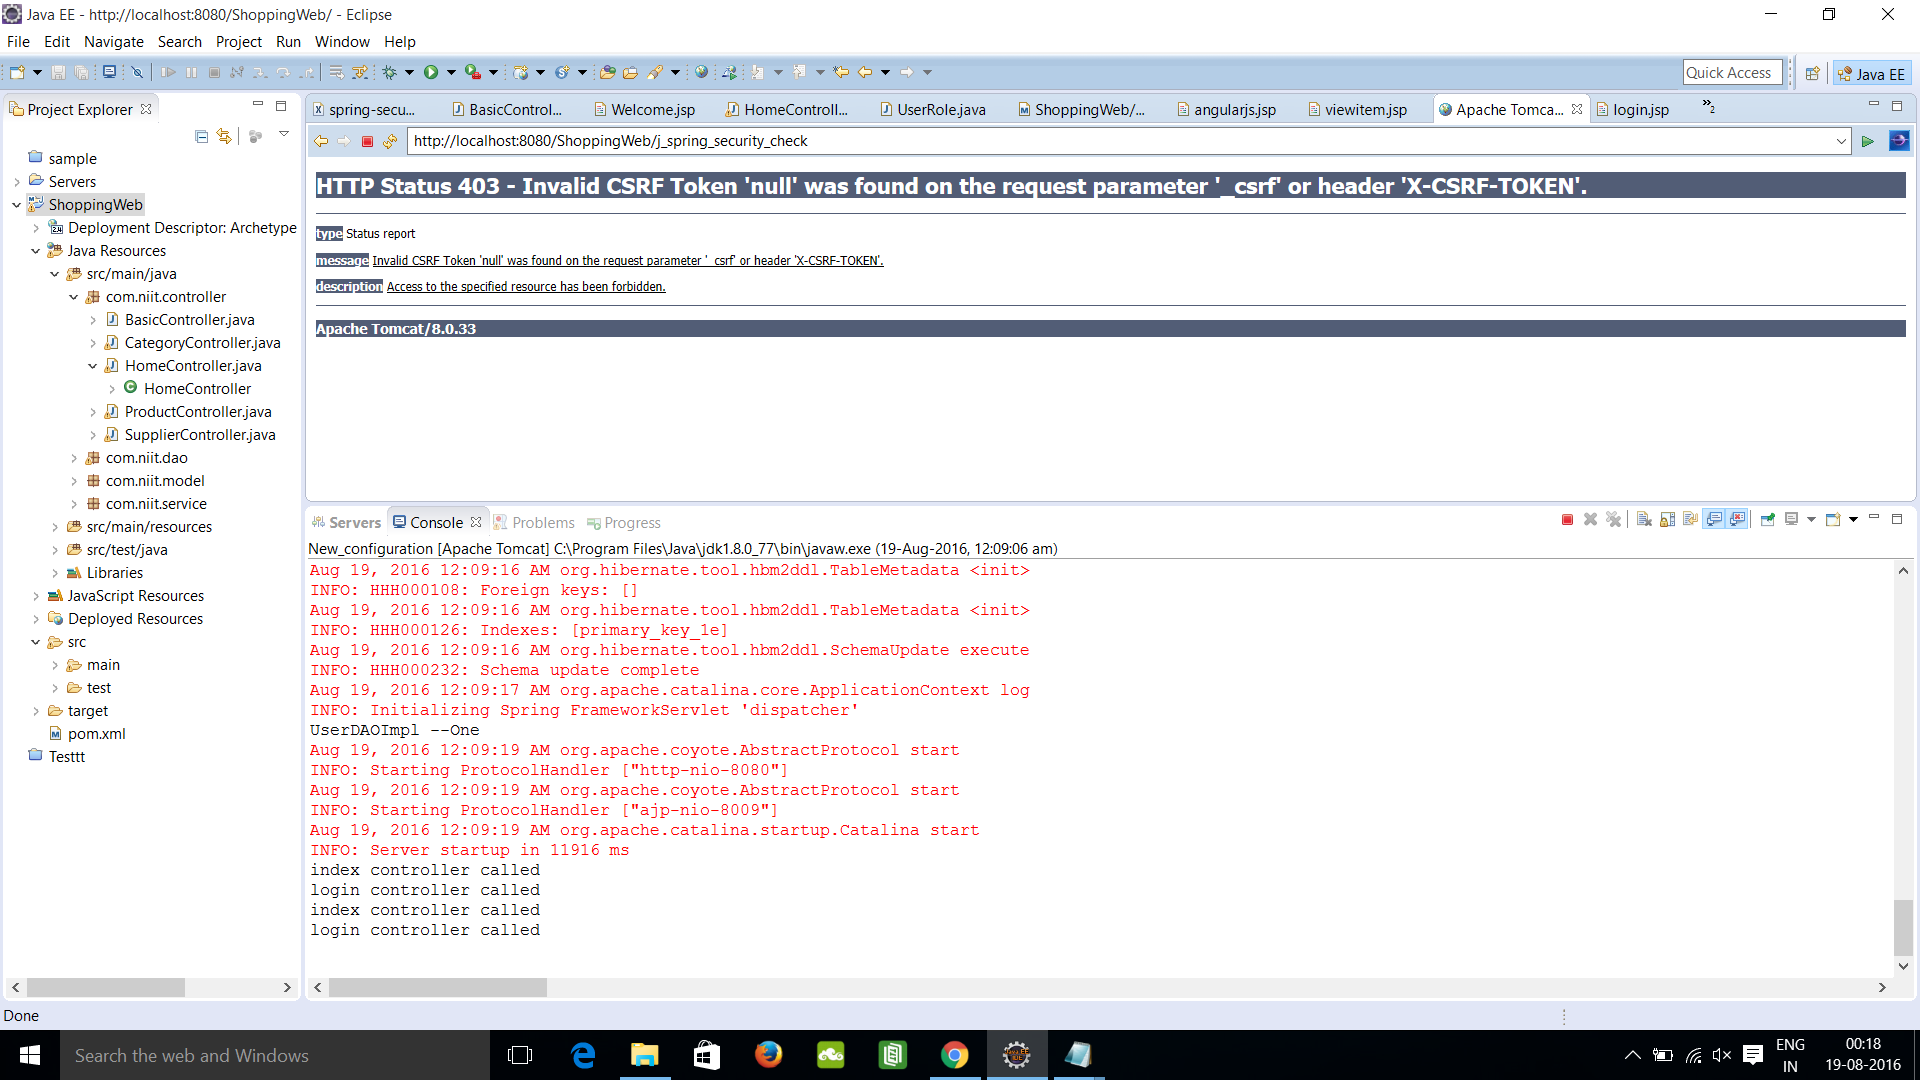 Java EE - http://localhost:8080/ShoppingWeb/ - Eclipse
File Edit Navigate Search Project Run Window Help
Quick Access
Java EE
Project Explorer
sample
Servers
ShoppingWeb
Deployment Descriptor: Archetype
Java Resources
src/main/java
com.niit.controller
BasicController.java
CategoryController.java
HomeController.java
HomeController
ProductController.java
SupplierController.java
com.niit.dao
com.niit.model
com.niit.service
src/main/resources
src/test/java
Libraries
JavaScript Resources
Deployed Resources
src
main
test
target
pom.xml
Testtt
spring-secu... BasicControl... Welcome.jsp HomeControll... UserRole.java ShoppingWeb/... angularjs.jsp viewitem.jsp Apache Tomca... login.jsp »2
http://localhost:8080/ShoppingWeb/j_spring_security_check
HTTP Status 403 - Invalid CSRF Token 'null' was found on the request parameter '_csrf' or header 'X-CSRF-TOKEN'.
type Status report
message Invalid CSRF Token 'null' was found on the request parameter '_csrf' or header 'X-CSRF-TOKEN'.
description Access to the specified resource has been forbidden.
Apache Tomcat/8.0.33
Servers Console Problems Progress
New_configuration [Apache Tomcat] C:\Program Files\Java\jdk1.8.0_77\bin\javaw.exe (19-Aug-2016, 12:09:06 am)
Aug 19, 2016 12:09:16 AM org.hibernate.tool.hbm2ddl.TableMetadata <init>
INFO: HHH000108: Foreign keys: []
Aug 19, 2016 12:09:16 AM org.hibernate.tool.hbm2ddl.TableMetadata <init>
INFO: HHH000126: Indexes: [primary_key_1e]
Aug 19, 2016 12:09:16 AM org.hibernate.tool.hbm2ddl.SchemaUpdate execute
INFO: HHH000232: Schema update complete
Aug 19, 2016 12:09:17 AM org.apache.catalina.core.ApplicationContext log
INFO: Initializing Spring FrameworkServlet 'dispatcher'
UserDAOImpl --One
Aug 19, 2016 12:09:19 AM org.apache.coyote.AbstractProtocol start
INFO: Starting ProtocolHandler ["http-nio-8080"]
Aug 19, 2016 12:09:19 AM org.apache.coyote.AbstractProtocol start
INFO: Starting ProtocolHandler ["ajp-nio-8009"]
Aug 19, 2016 12:09:19 AM org.apache.catalina.startup.Catalina start
INFO: Server startup in 11916 ms
index controller called
login controller called
index controller called
login controller called
Done
Search the web and Windows
ENG
IN
00:18
19-08-2016